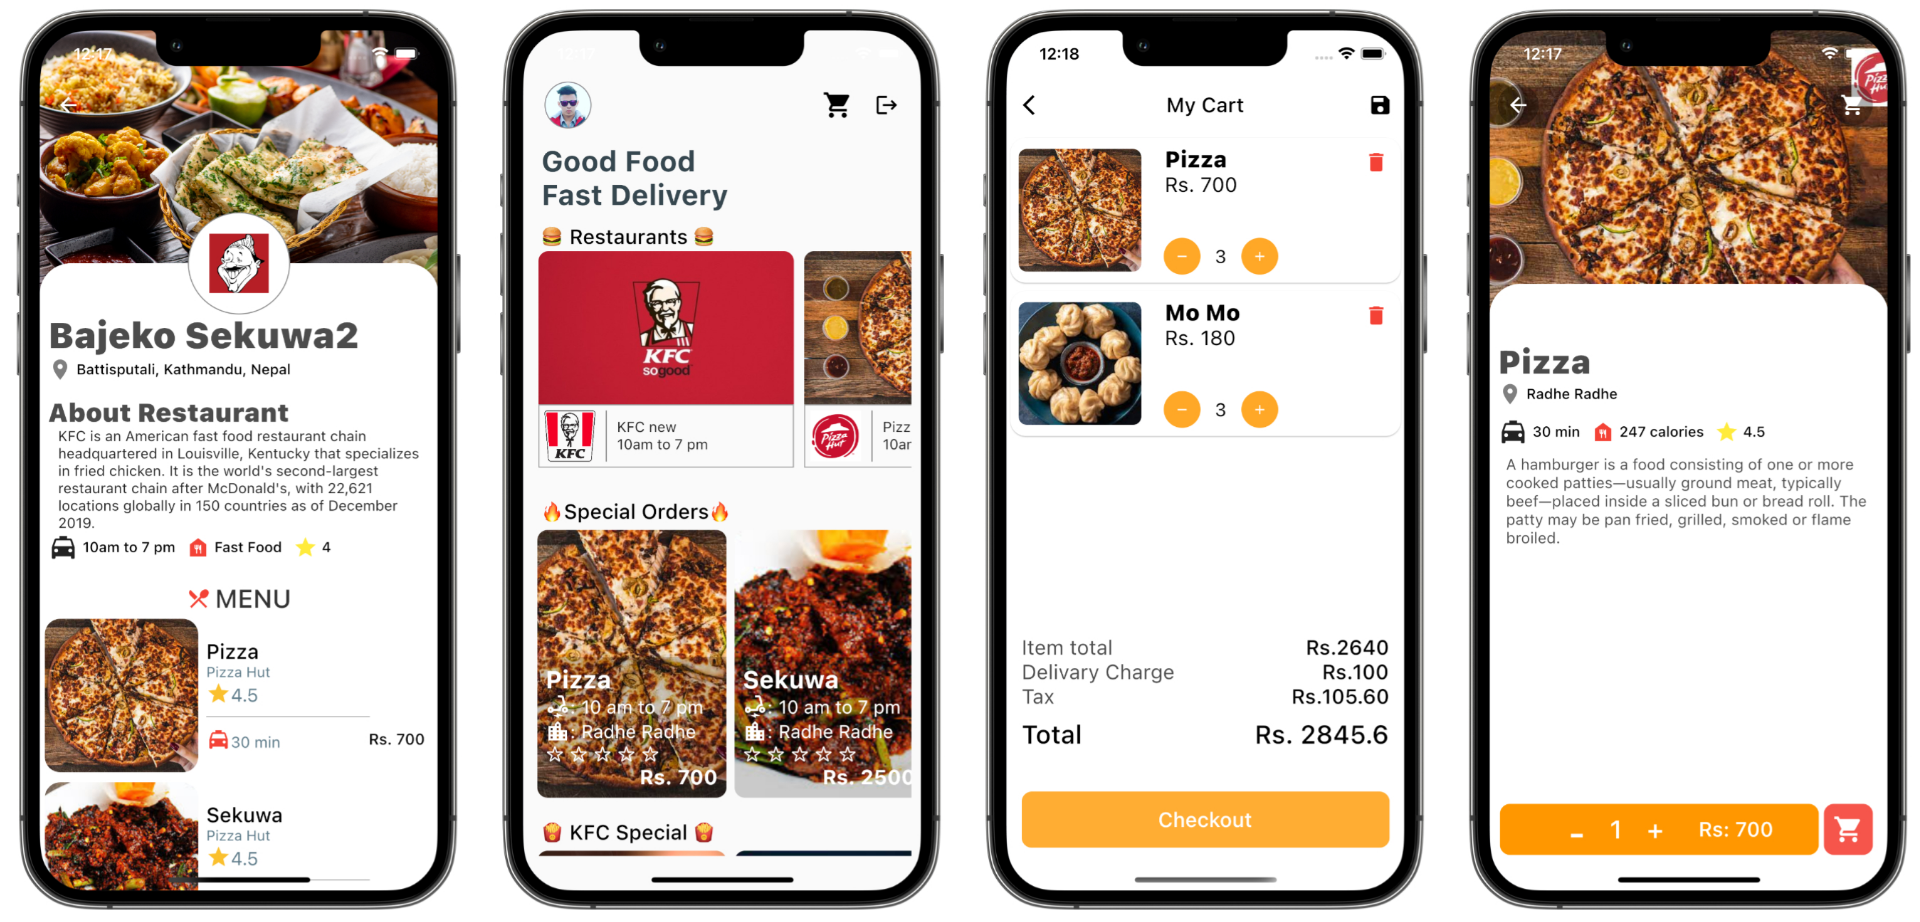 12:17
Bajeko Sekuwa2
Battisputali, Kathmandu, Nepal
About Restaurant
KFC is an American fast food restaurant chain
headquartered in Louisville, Kentucky that specializes
in fried chicken. It is the world's second-largest
restaurant chain after McDonald's, with 22,621
locations globally in 150 countries as of December
2019.
10am to 7 pm Fast Food 4
MENU
Pizza
Pizza Hut
4.5
30 min Rs. 700
Sekuwa
Pizza Hut
4.5
12:17
Good Food
Fast Delivery
🍔 Restaurants 🍔
KFC
so good
KFC
KFC new
10am to 7 pm
Pizza Hut
Pizz
10ar
🔥Special Orders🔥
Pizza
: 10 am to 7 pm
: Radhe Radhe
Rs. 700
Sekuwa
: 10 am to 7 pm
: Radhe Radhe
Rs. 2500
🍟 KFC Special 🍟
12:18
My Cart
Pizza
Rs. 700
− 3 +
Mo Mo
Rs. 180
− 3 +
Item total Rs.2640
Delivary Charge Rs.100
Tax Rs.105.60
Total Rs. 2845.6
Checkout
12:17
Pizza Hut
Pizza
Radhe Radhe
30 min 247 calories 4.5
A hamburger is a food consisting of one or more
cooked patties—usually ground meat, typically
beef—placed inside a sliced bun or bread roll. The
patty may be pan fried, grilled, smoked or flame
broiled.
- 1 + Rs: 700